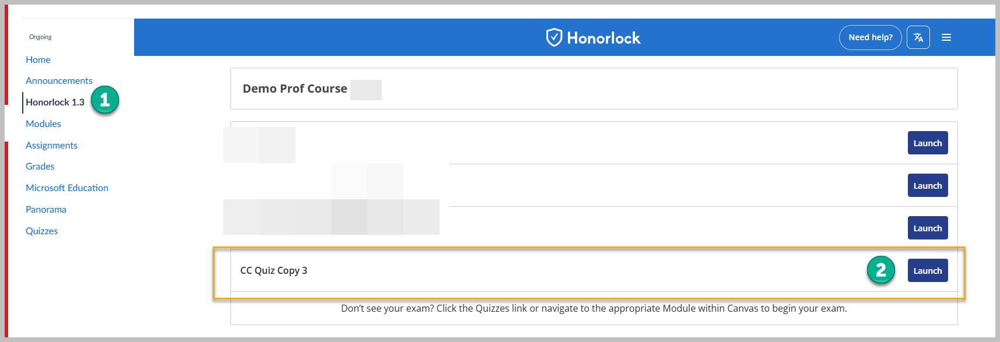 Ongoing
Home
Announcements
Honorlock 1.3
1
Modules
Assignments
Grades
Microsoft Education
Panorama
Quizzes
Honorlock
Need help?
Demo Prof Course
Launch
Launch
Launch
CC Quiz Copy 3
2
Launch
Don’t see your exam? Click the Quizzes link or navigate to the appropriate Module within Canvas to begin your exam.